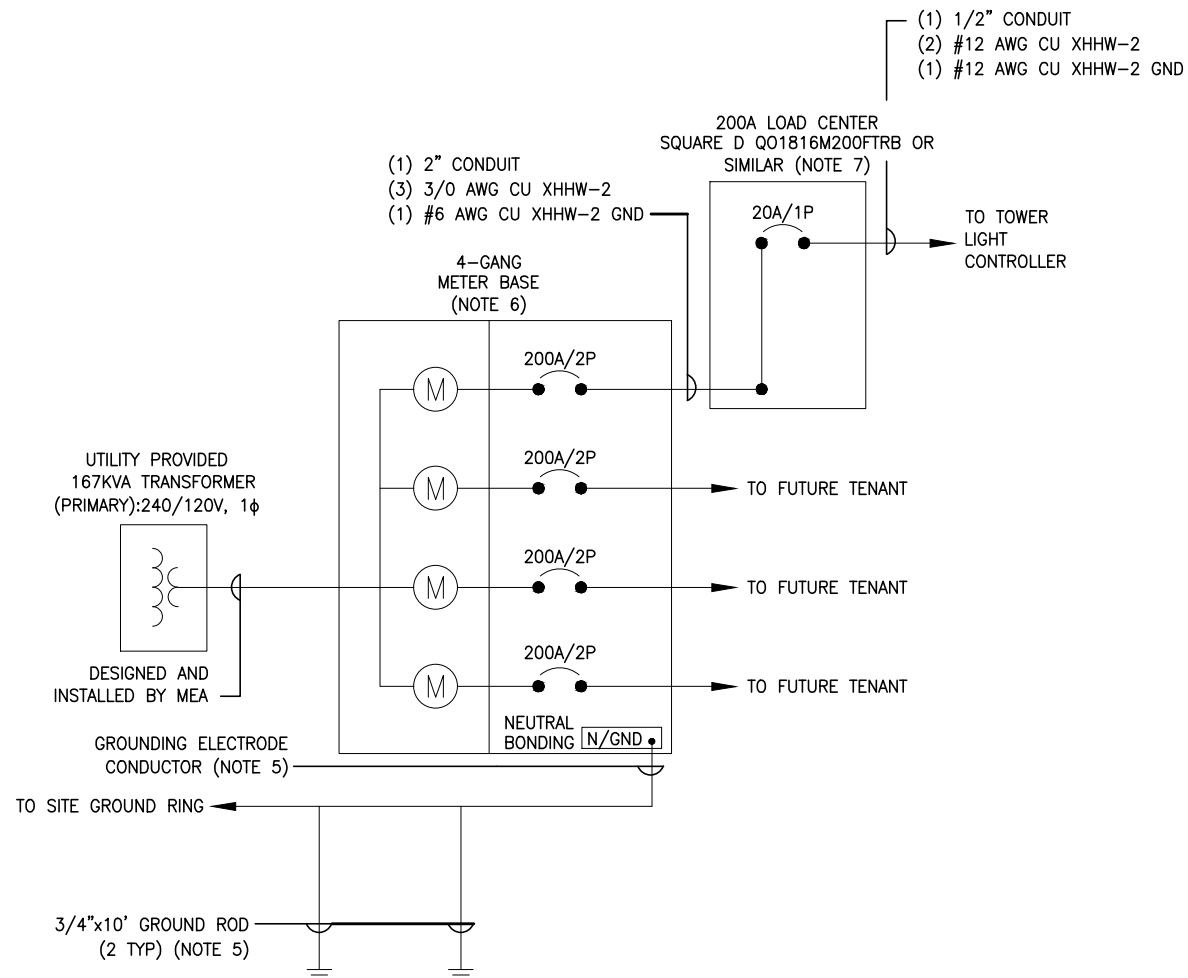 (1) 1/2" CONDUIT
(2) #12 AWG CU XHHW-2
(1) #12 AWG CU XHHW-2 GND
200A LOAD CENTER
SQUARE D QO1816M200FTRB OR
SIMILAR (NOTE 7)
(1) 2" CONDUIT
(3) 3/0 AWG CU XHHW-2
(1) #6 AWG CU XHHW-2 GND
20A/1P
TO TOWER
LIGHT
CONTROLLER
4-GANG
METER BASE
(NOTE 6)
200A/2P
M
200A/2P
M
TO FUTURE TENANT
UTILITY PROVIDED
167KVA TRANSFORMER
(PRIMARY):240/120V, 1ϕ
200A/2P
M
TO FUTURE TENANT
200A/2P
M
TO FUTURE TENANT
DESIGNED AND
INSTALLED BY MEA
NEUTRAL
BONDING
N/GND
GROUNDING ELECTRODE
CONDUCTOR (NOTE 5)
TO SITE GROUND RING
3/4"x10' GROUND ROD
(2 TYP) (NOTE 5)